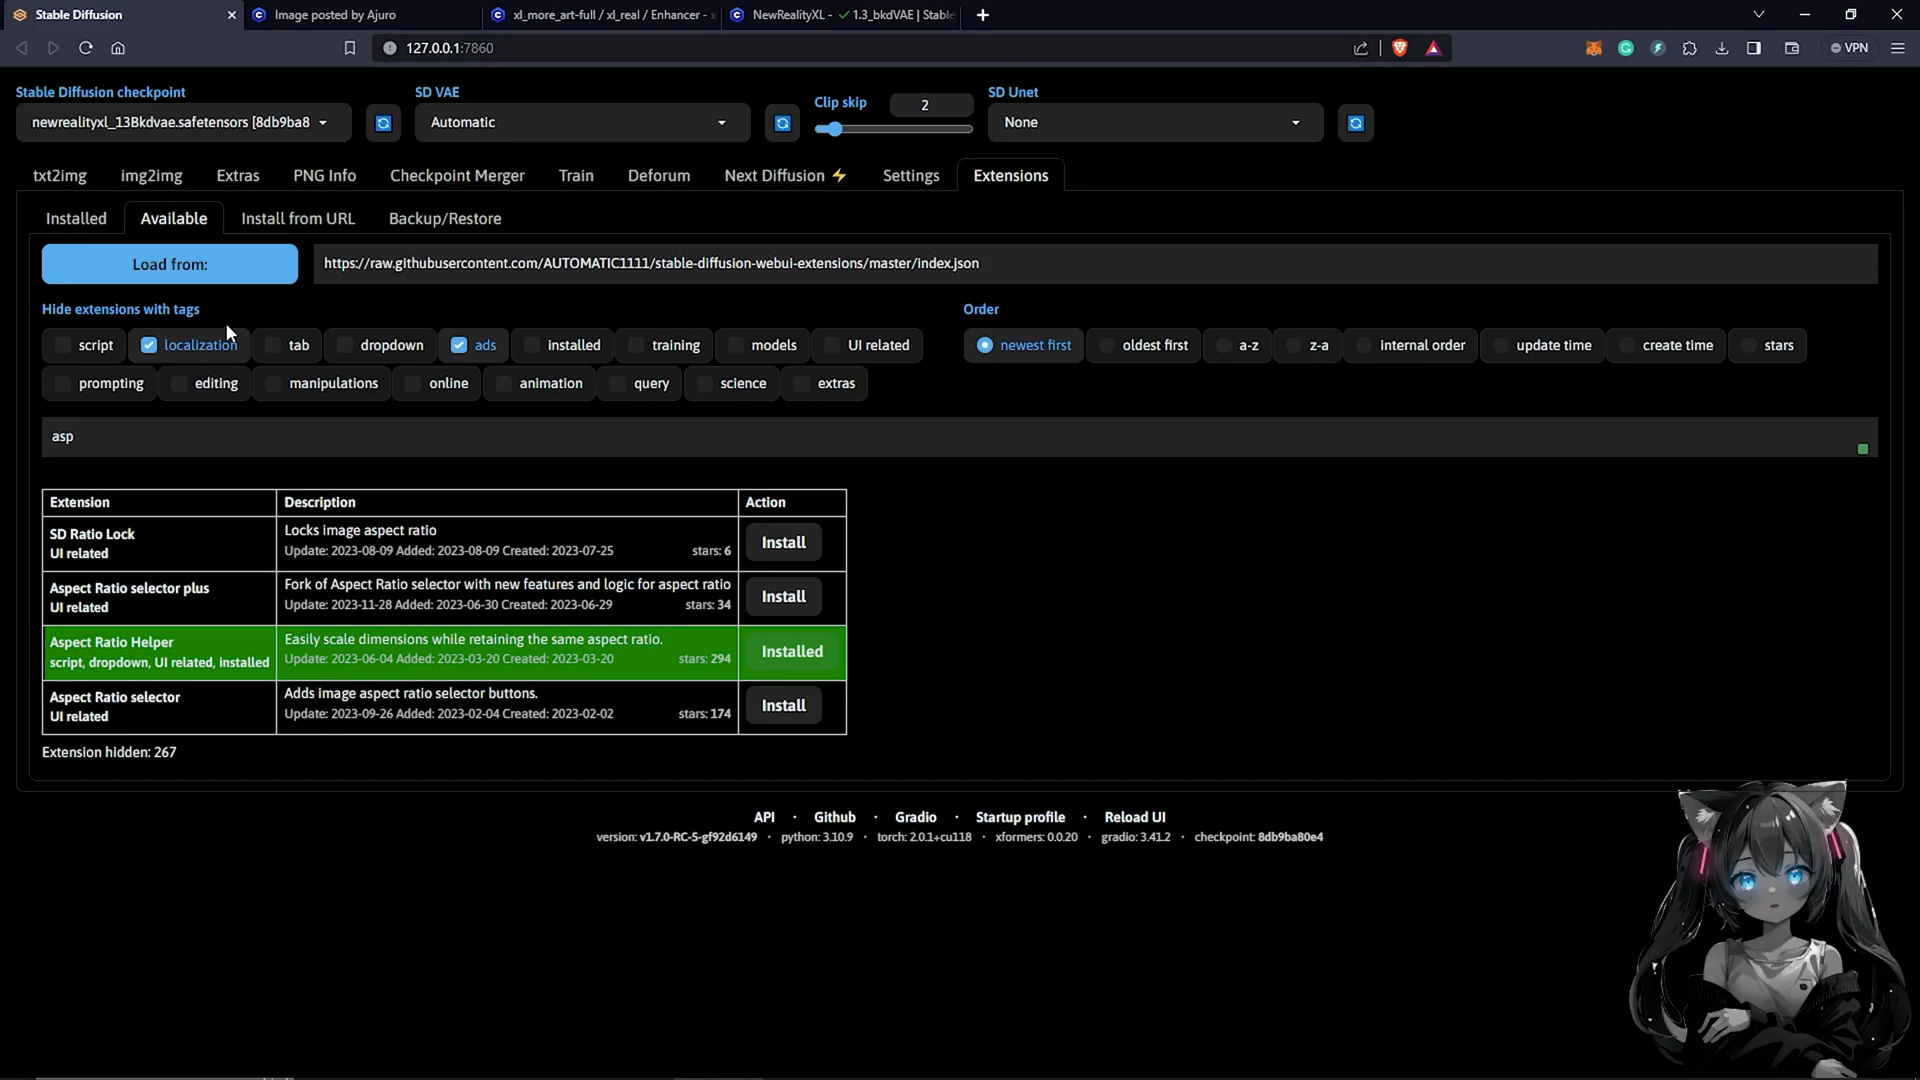 Stable Diffusion
Image posted by Ajuro
xl_more_art-full / xl_real / Enhancer -
NewRealityXL - ✓ 1.3_bkdVAE | Stable
127.0.0.1:7860
VPN
Stable Diffusion checkpoint
SD VAE
Clip skip
2
SD Unet
newrealityxl_13Bkdvae.safetensors [8db9ba8
Automatic
None
txt2img
img2img
Extras
PNG Info
Checkpoint Merger
Train
Deforum
Next Diffusion ⚡
Settings
Extensions
Installed
Available
Install from URL
Backup/Restore
Load from:
https://raw.githubusercontent.com/AUTOMATIC1111/stable-diffusion-webui-extensions/master/index.json
Hide extensions with tags
Order
script
localization
tab
dropdown
ads
installed
training
models
UI related
newest first
oldest first
a-z
z-a
internal order
update time
create time
stars
prompting
editing
manipulations
online
animation
query
science
extras
asp
Extension
Description
Action
SD Ratio Lock
UI related
Locks image aspect ratio
Update: 2023-08-09 Added: 2023-08-09 Created: 2023-07-25
stars: 6
Install
Aspect Ratio selector plus
UI related
Fork of Aspect Ratio selector with new features and logic for aspect ratio
Update: 2023-11-28 Added: 2023-06-30 Created: 2023-06-29
stars: 34
Install
Aspect Ratio Helper
script, dropdown, UI related, installed
Easily scale dimensions while retaining the same aspect ratio.
Update: 2023-06-04 Added: 2023-03-20 Created: 2023-03-20
stars: 294
Installed
Aspect Ratio selector
UI related
Adds image aspect ratio selector buttons.
Update: 2023-09-26 Added: 2023-02-04 Created: 2023-02-02
stars: 174
Install
Extension hidden: 267
API • Github • Gradio • Startup profile • Reload UI
version: v1.7.0-RC-5-gf92d6149 • python: 3.10.9 • torch: 2.0.1+cu118 • xformers: 0.0.20 • gradio: 3.41.2 • checkpoint: 8db9ba80e4